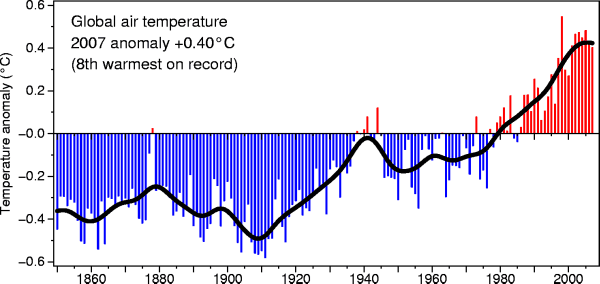 Global air temperature
2007 anomaly +0.40°C
(8th warmest on record)
Temperature anomaly (°C)
0.6
0.4
0.2
−0.0
−0.2
−0.4
−0.6
1860 1880 1900 1920 1940 1960 1980 2000